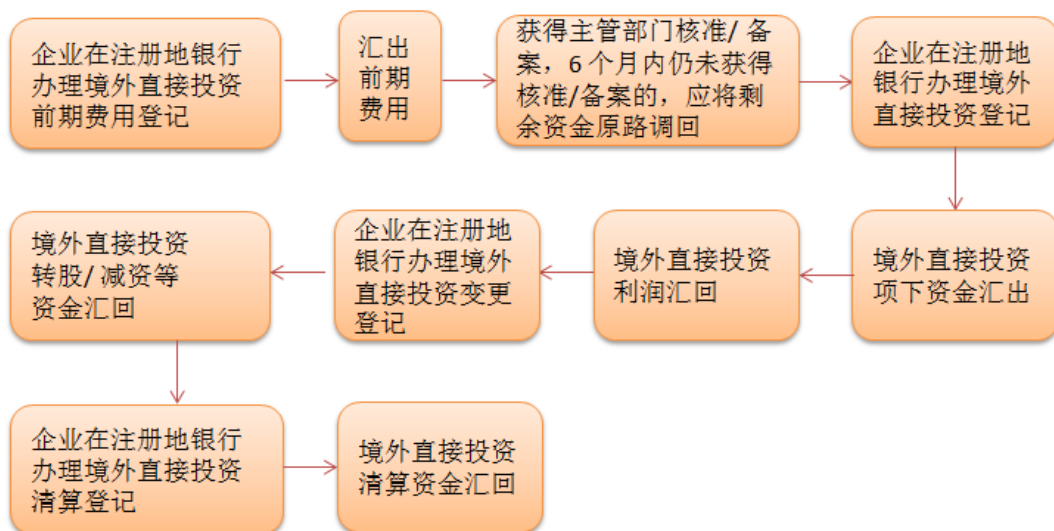 企业在注册地银行
办理境外直接投资
前期费用登记
汇出
前期
费用
获得主管部门核准/ 备
案，6 个月内仍未获得
核准/备案的，应将剩
余资金原路调回
企业在注册地
银行办理境外
直接投资登记
境外直接投资
项下资金汇出
境外直接投资
利润汇回
企业在注册地
银行办理境外
直接投资变更
登记
境外直接投资
转股/ 减资等
资金汇回
企业在注册地银行
办理境外直接投资
清算登记
境外直接投资
清算资金汇回